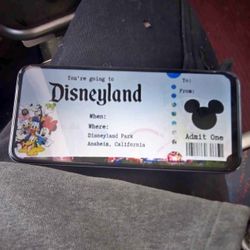 You're going to
Disneyland
When:
Where:
Disneyland Park
Anaheim, California
To:
From:
Admit One